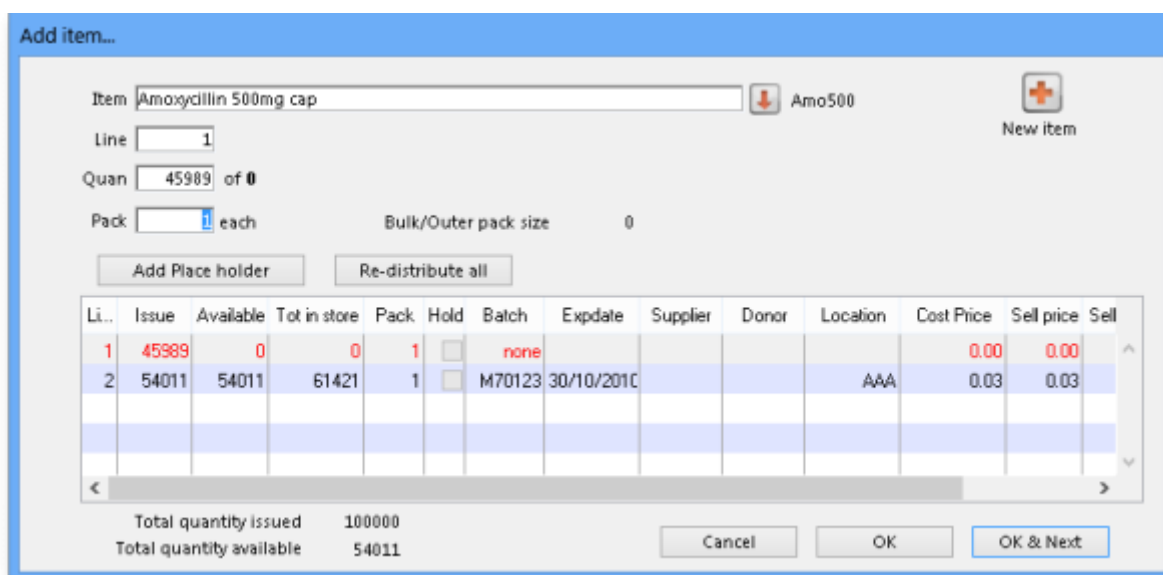 Add item...
Item Amoxycillin 500mg cap Amo500
New item
Line 1
Quan 45989 of 0
Pack 1 each Bulk/Outer pack size 0
Add Place holder Re-distribute all
Li... Issue Available Tot in store Pack Hold Batch Expdate Supplier Donor Location Cost Price Sell price Sell
1 45989 0 0 1 none 0.00 0.00
2 54011 54011 61421 1 M70123 30/10/2010 AAA 0.03 0.03
Total quantity issued 100000
Total quantity available 54011
Cancel OK OK & Next